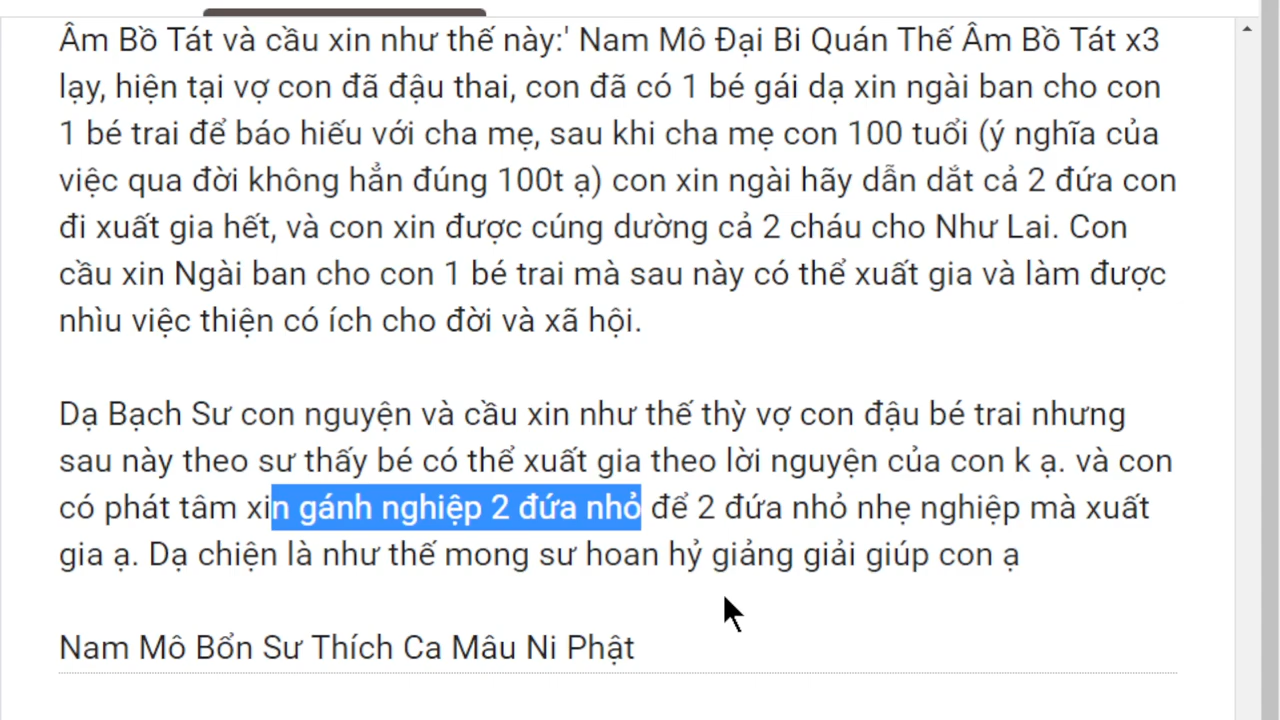 Âm Bồ Tát và cầu xin như thế này:' Nam Mô Đại Bi Quán Thế Âm Bồ Tát x3
lạy, hiện tại vợ con đã đậu thai, con đã có 1 bé gái dạ xin ngài ban cho con
1 bé trai để báo hiếu với cha mẹ, sau khi cha mẹ con 100 tuổi (ý nghĩa của
việc qua đời không hẳn đúng 100t ạ) con xin ngài hãy dẫn dắt cả 2 đứa con
đi xuất gia hết, và con xin được cúng dường cả 2 cháu cho Như Lai. Con
cầu xin Ngài ban cho con 1 bé trai mà sau này có thể xuất gia và làm được
nhìu việc thiện có ích cho đời và xã hội.
Dạ Bạch Sư con nguyện và cầu xin như thế thỳ vợ con đậu bé trai nhưng
sau này theo sư thấy bé có thể xuất gia theo lời nguyện của con k ạ. và con
có phát tâm xin gánh nghiệp 2 đứa nhỏ để 2 đứa nhỏ nhẹ nghiệp mà xuất
gia ạ. Dạ chiện là như thế mong sư hoan hỷ giảng giải giúp con ạ
Nam Mô Bổn Sư Thích Ca Mâu Ni Phật